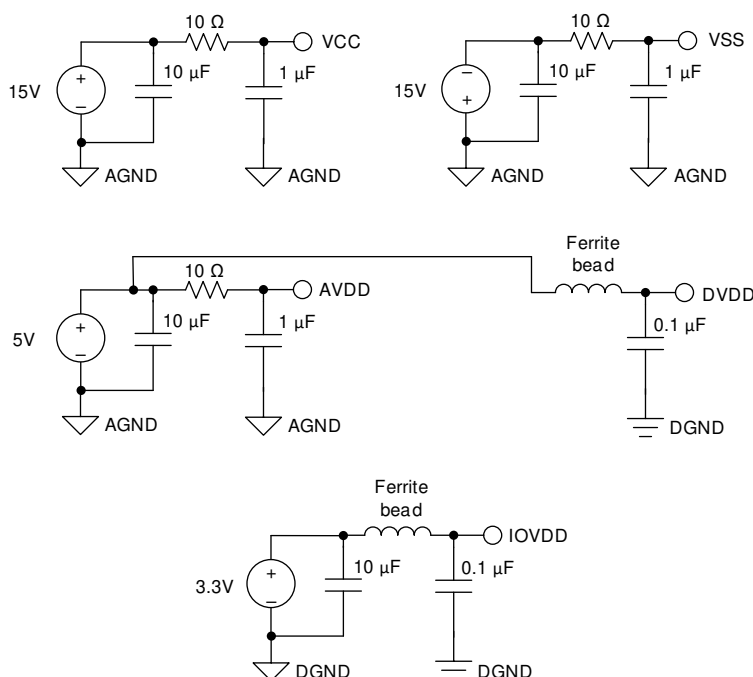 10 Ω
VCC
10 µF
1 µF
15V
+
−
AGND
AGND
10 Ω
VSS
10 µF
1 µF
15V
−
+
AGND
AGND
Ferrite
bead
10 Ω
AVDD
DVDD
10 µF
1 µF
0.1 µF
5V
+
−
AGND
AGND
DGND
Ferrite
bead
IOVDD
10 µF
0.1 µF
3.3V
+
−
DGND
DGND